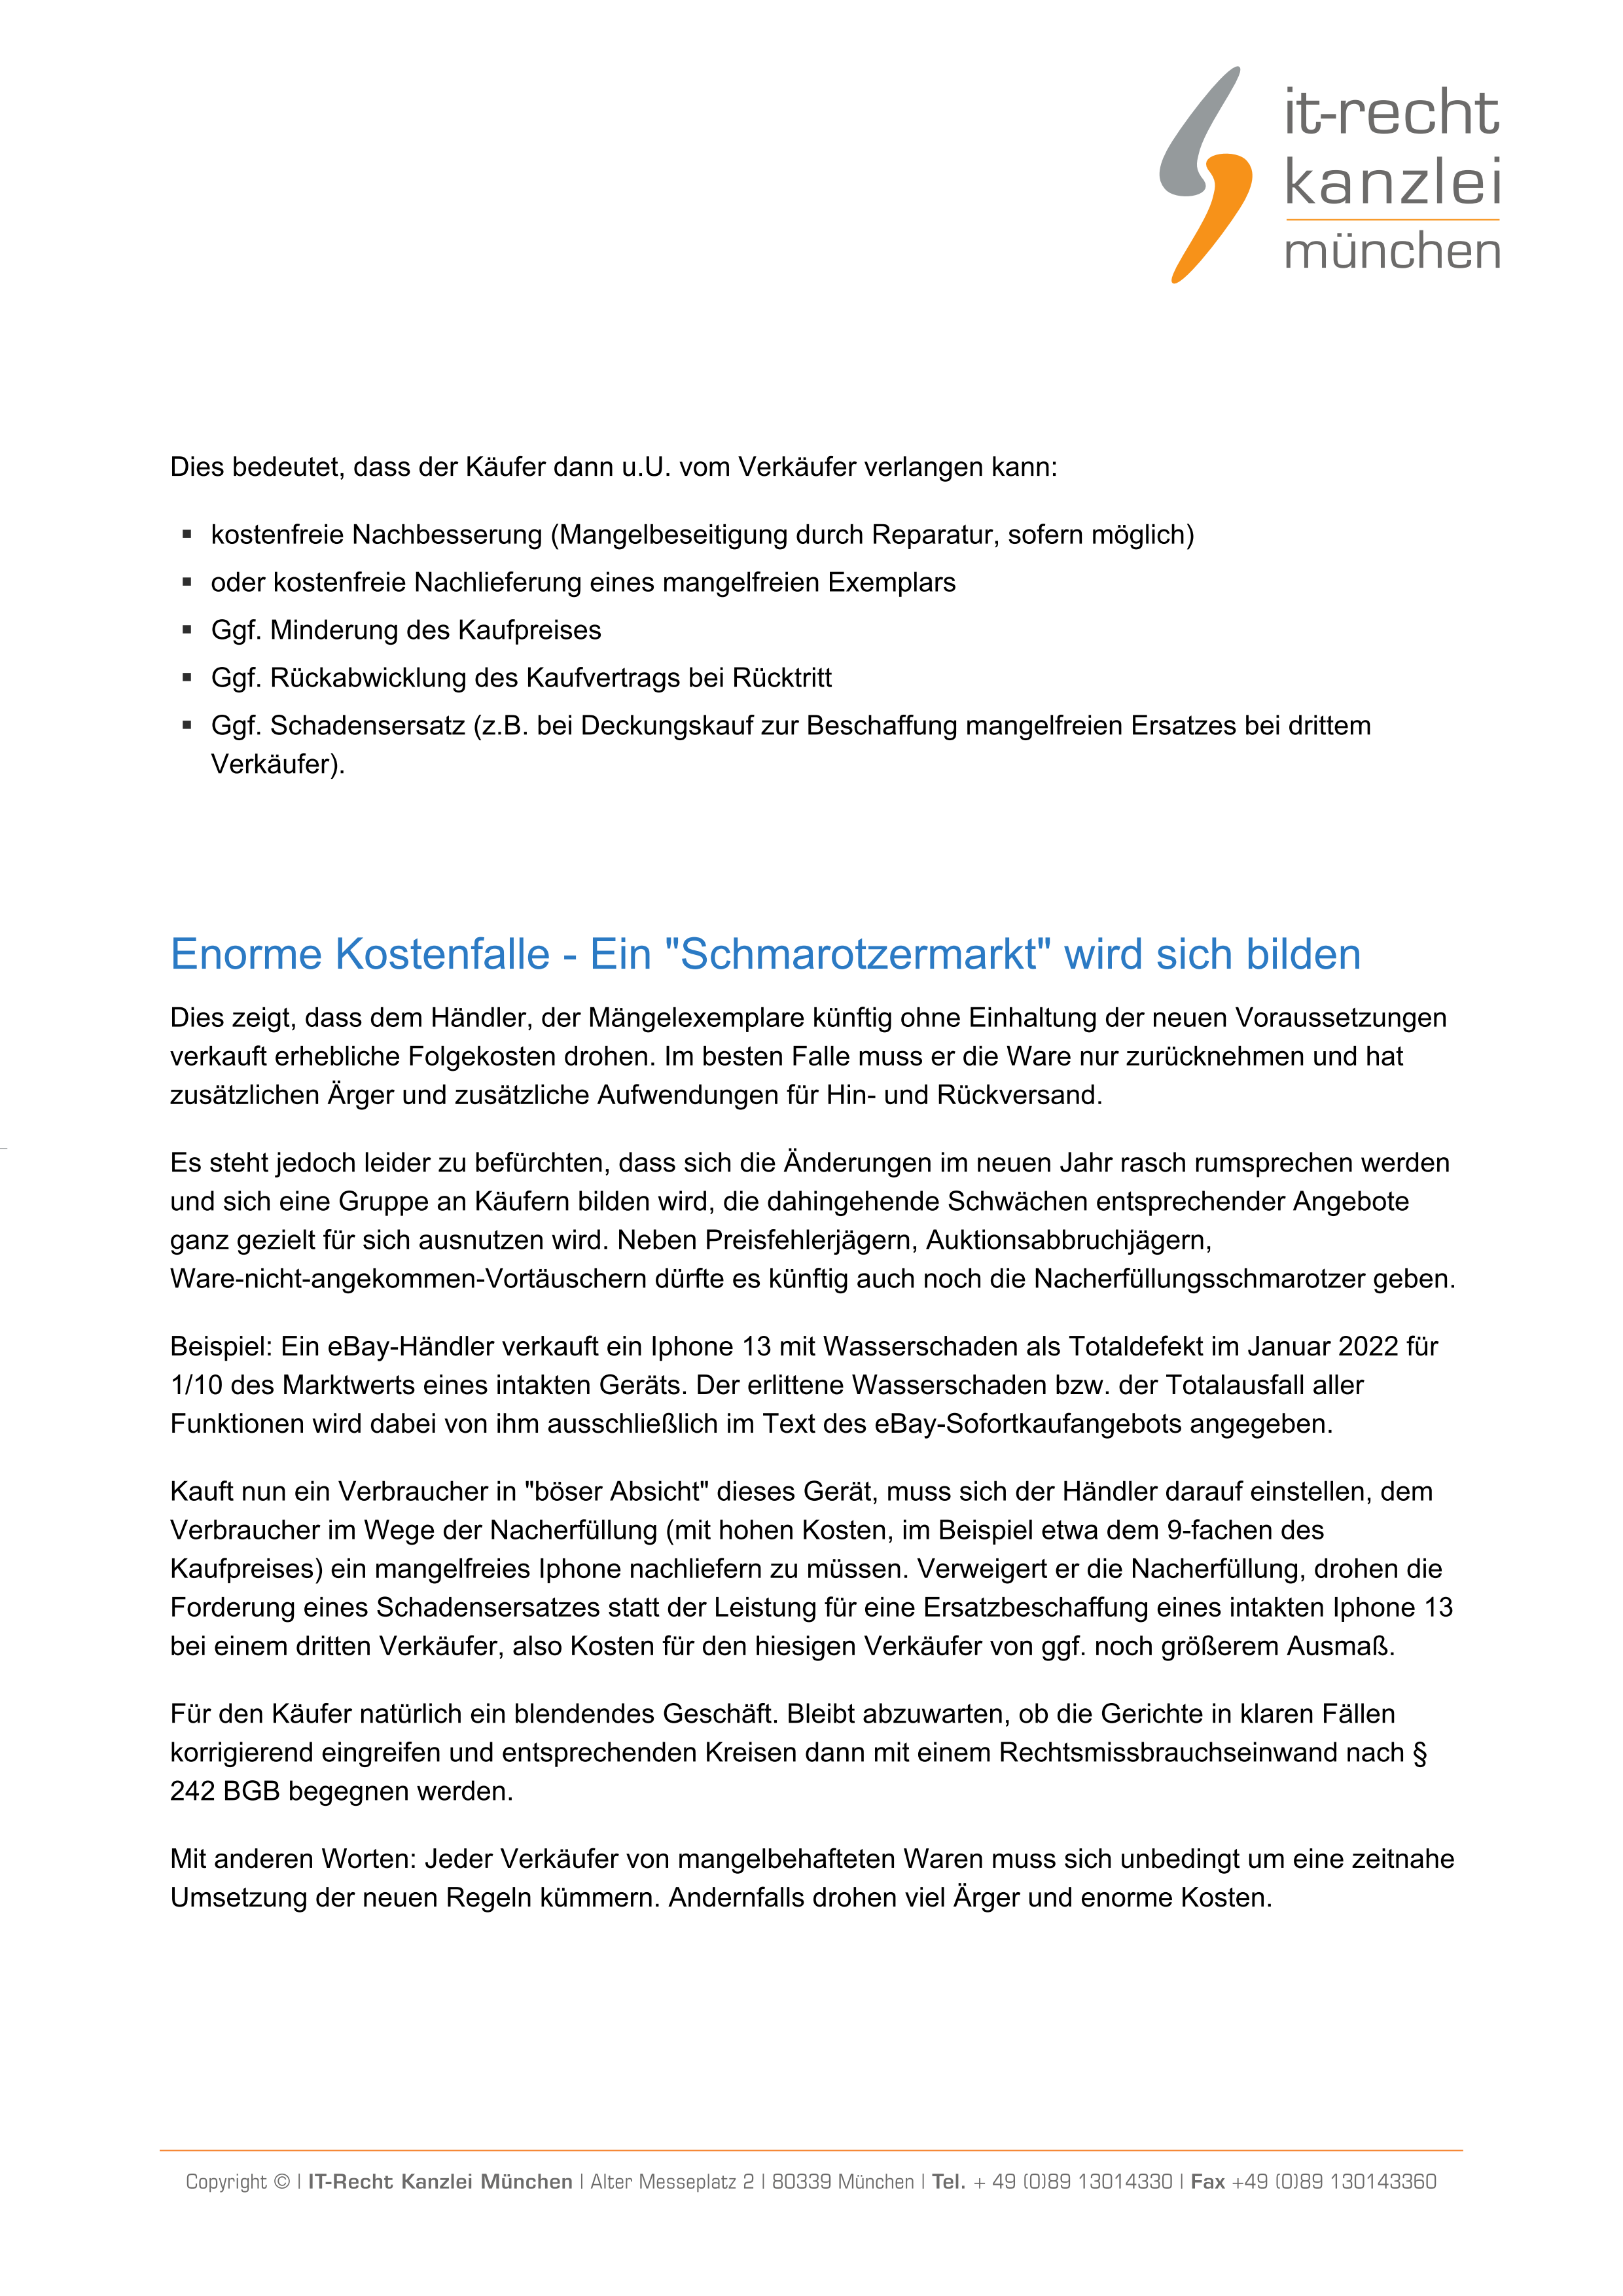 it-recht
kanzlei
münchen
Dies bedeutet, dass der Käufer dann u.U. vom Verkäufer verlangen kann:
▪ kostenfreie Nachbesserung (Mangelbeseitigung durch Reparatur, sofern möglich)
▪ oder kostenfreie Nachlieferung eines mangelfreien Exemplars
▪ Ggf. Minderung des Kaufpreises
▪ Ggf. Rückabwicklung des Kaufvertrags bei Rücktritt
▪ Ggf. Schadensersatz (z.B. bei Deckungskauf zur Beschaffung mangelfreien Ersatzes bei drittem
Verkäufer).
Enorme Kostenfalle - Ein "Schmarotzermarkt" wird sich bilden
Dies zeigt, dass dem Händler, der Mängelexemplare künftig ohne Einhaltung der neuen Voraussetzungen
verkauft erhebliche Folgekosten drohen. Im besten Falle muss er die Ware nur zurücknehmen und hat
zusätzlichen Ärger und zusätzliche Aufwendungen für Hin- und Rückversand.
Es steht jedoch leider zu befürchten, dass sich die Änderungen im neuen Jahr rasch rumsprechen werden
und sich eine Gruppe an Käufern bilden wird, die dahingehende Schwächen entsprechender Angebote
ganz gezielt für sich ausnutzen wird. Neben Preisfehlerjägern, Auktionsabbruchjägern,
Ware-nicht-angekommen-Vortäuschern dürfte es künftig auch noch die Nacherfüllungsschmarotzer geben.
Beispiel: Ein eBay-Händler verkauft ein Iphone 13 mit Wasserschaden als Totaldefekt im Januar 2022 für
1/10 des Marktwerts eines intakten Geräts. Der erlittene Wasserschaden bzw. der Totalausfall aller
Funktionen wird dabei von ihm ausschließlich im Text des eBay-Sofortkaufangebots angegeben.
Kauft nun ein Verbraucher in "böser Absicht" dieses Gerät, muss sich der Händler darauf einstellen, dem
Verbraucher im Wege der Nacherfüllung (mit hohen Kosten, im Beispiel etwa dem 9-fachen des
Kaufpreises) ein mangelfreies Iphone nachliefern zu müssen. Verweigert er die Nacherfüllung, drohen die
Forderung eines Schadensersatzes statt der Leistung für eine Ersatzbeschaffung eines intakten Iphone 13
bei einem dritten Verkäufer, also Kosten für den hiesigen Verkäufer von ggf. noch größerem Ausmaß.
Für den Käufer natürlich ein blendendes Geschäft. Bleibt abzuwarten, ob die Gerichte in klaren Fällen
korrigierend eingreifen und entsprechenden Kreisen dann mit einem Rechtsmissbrauchseinwand nach §
242 BGB begegnen werden.
Mit anderen Worten: Jeder Verkäufer von mangelbehafteten Waren muss sich unbedingt um eine zeitnahe
Umsetzung der neuen Regeln kümmern. Andernfalls drohen viel Ärger und enorme Kosten.
Copyright © | IT-Recht Kanzlei München | Alter Messeplatz 2 | 80339 München | Tel. + 49 (0)89 13014330 | Fax +49 (0)89 130143360